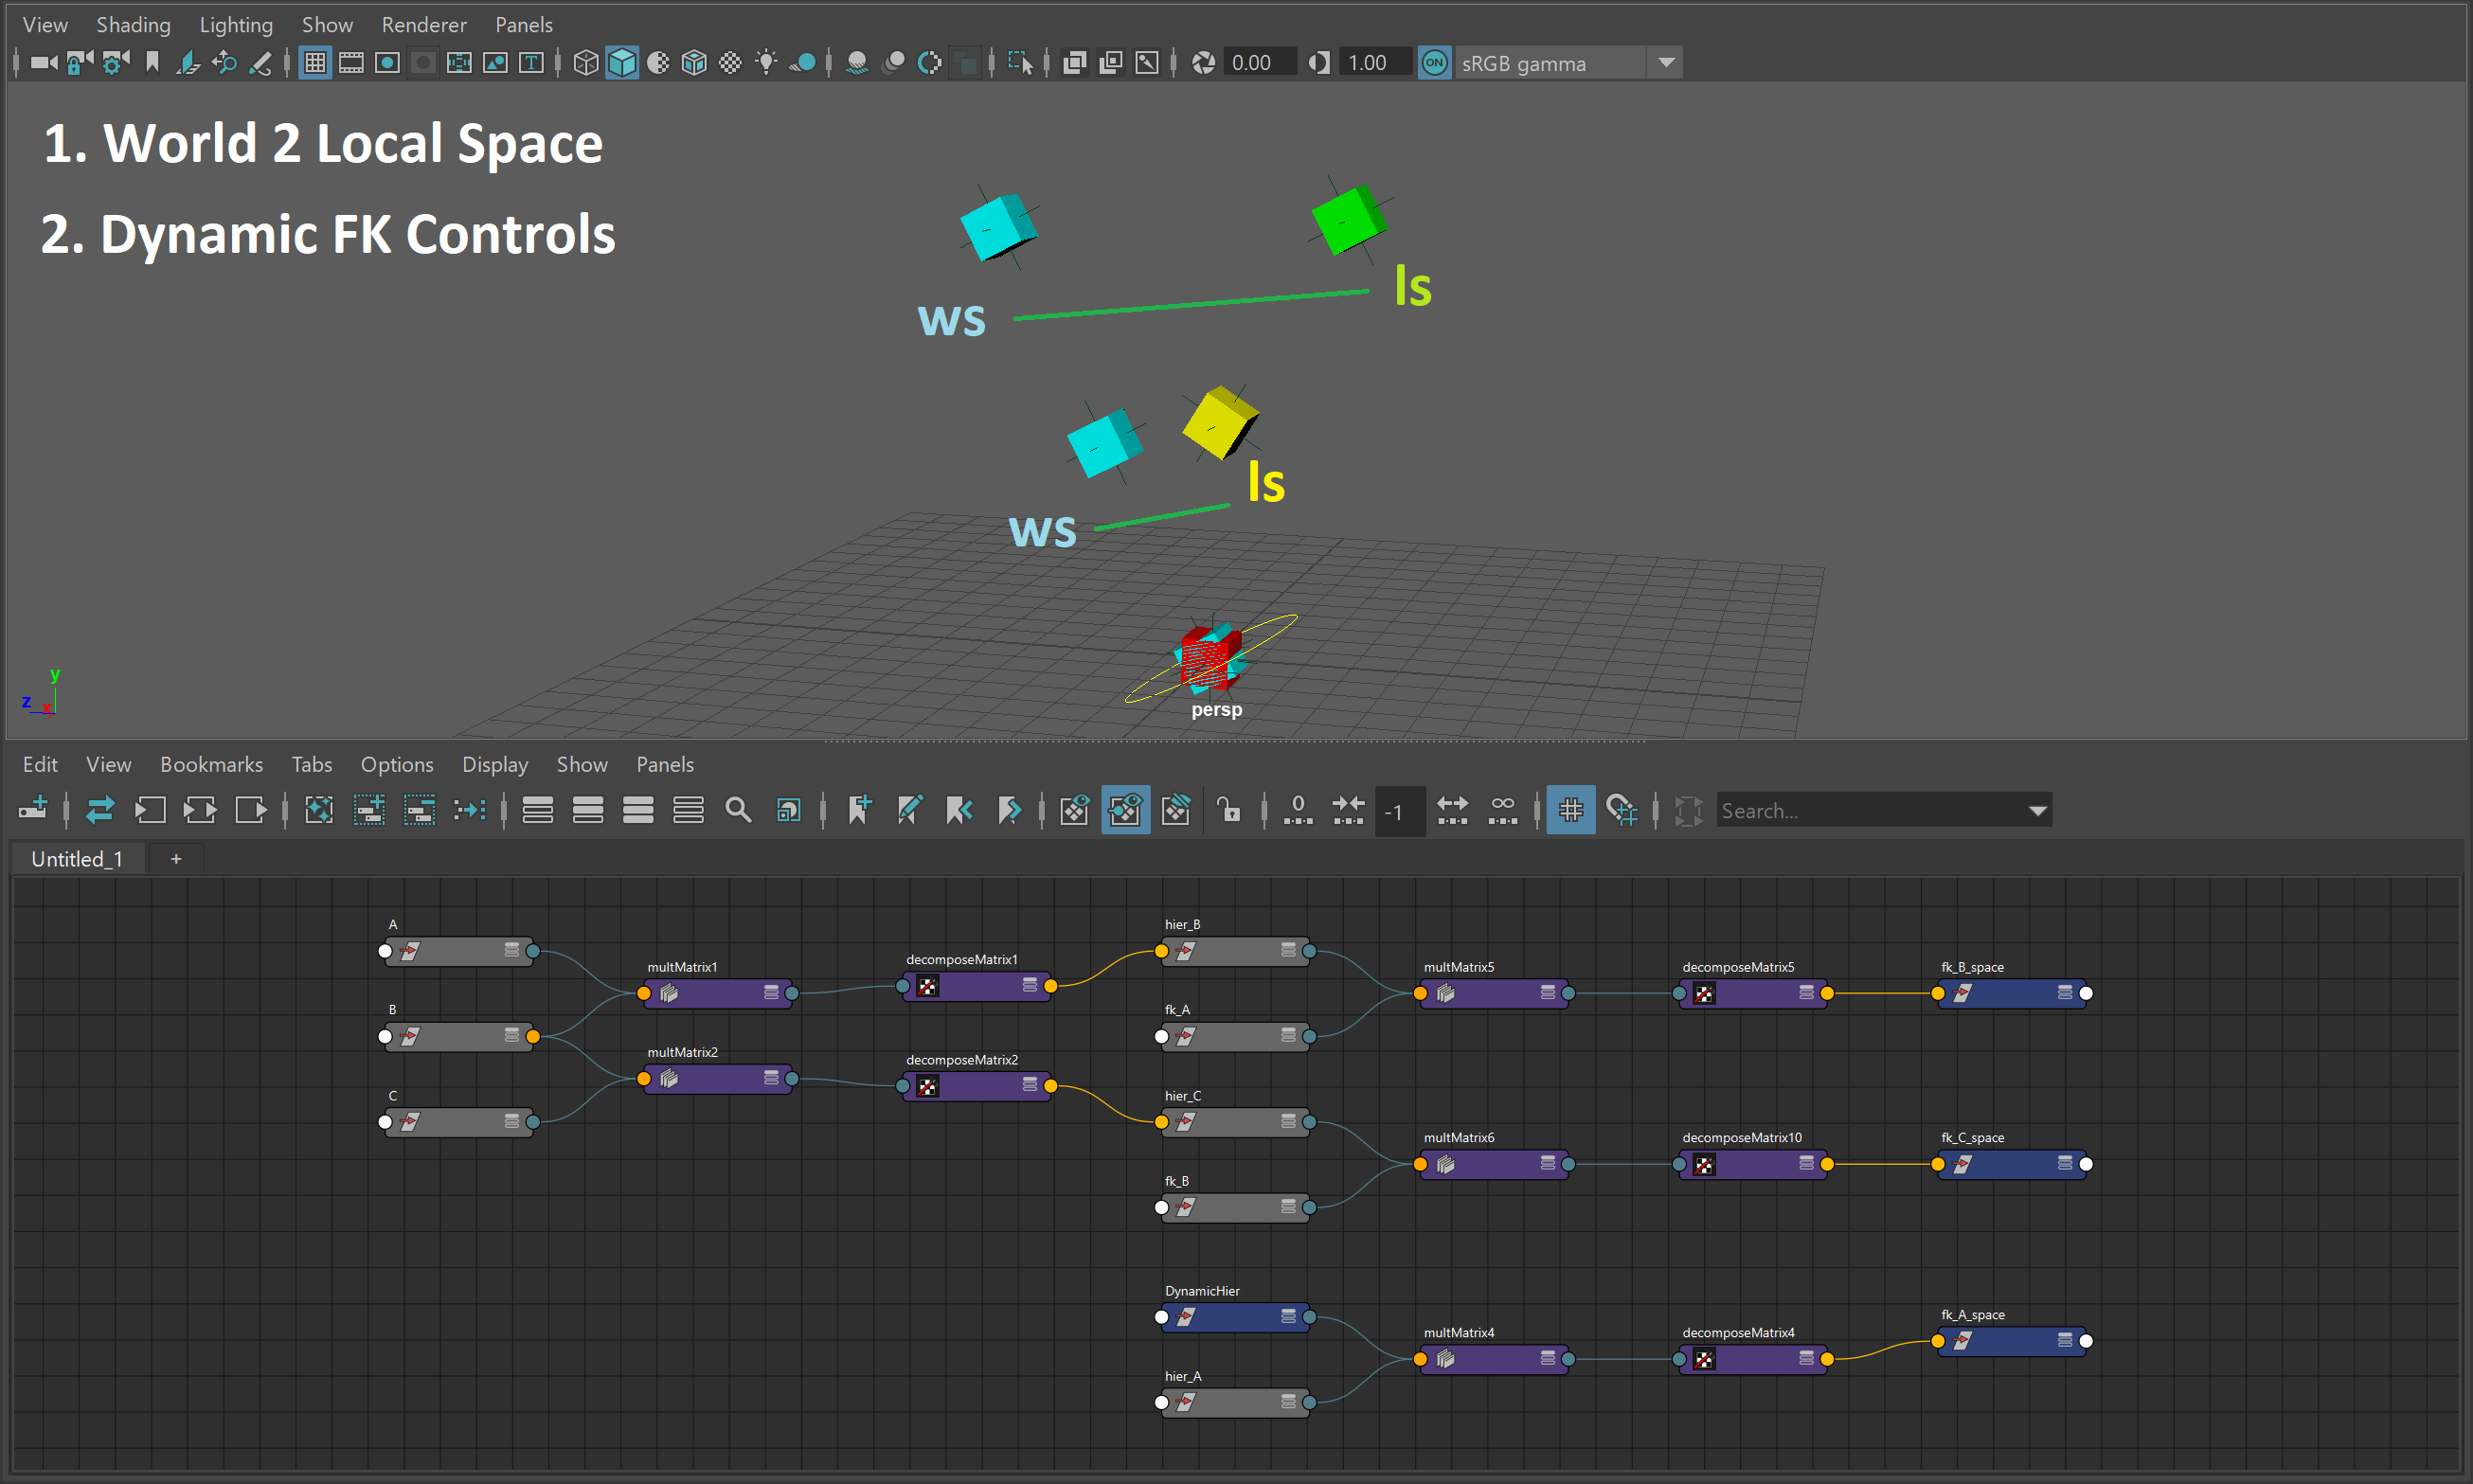 View Shading Lighting Show Renderer Panels
0.00 1.00 ON sRGB gamma
1. World 2 Local Space
2. Dynamic FK Controls
ls
ws
ls
ws
persp
y
z x
Edit View Bookmarks Tabs Options Display Show Panels
0 -1 ∞ Search...
Untitled_1 +
A
hier_B
decomposeMatrix1
multMatrix1
multMatrix5
decomposeMatrix5
fk_B_space
B
fk_A
multMatrix2
decomposeMatrix2
C
hier_C
multMatrix6
decomposeMatrix10
fk_C_space
fk_B
DynamicHier
fk_A_space
multMatrix4
decomposeMatrix4
hier_A